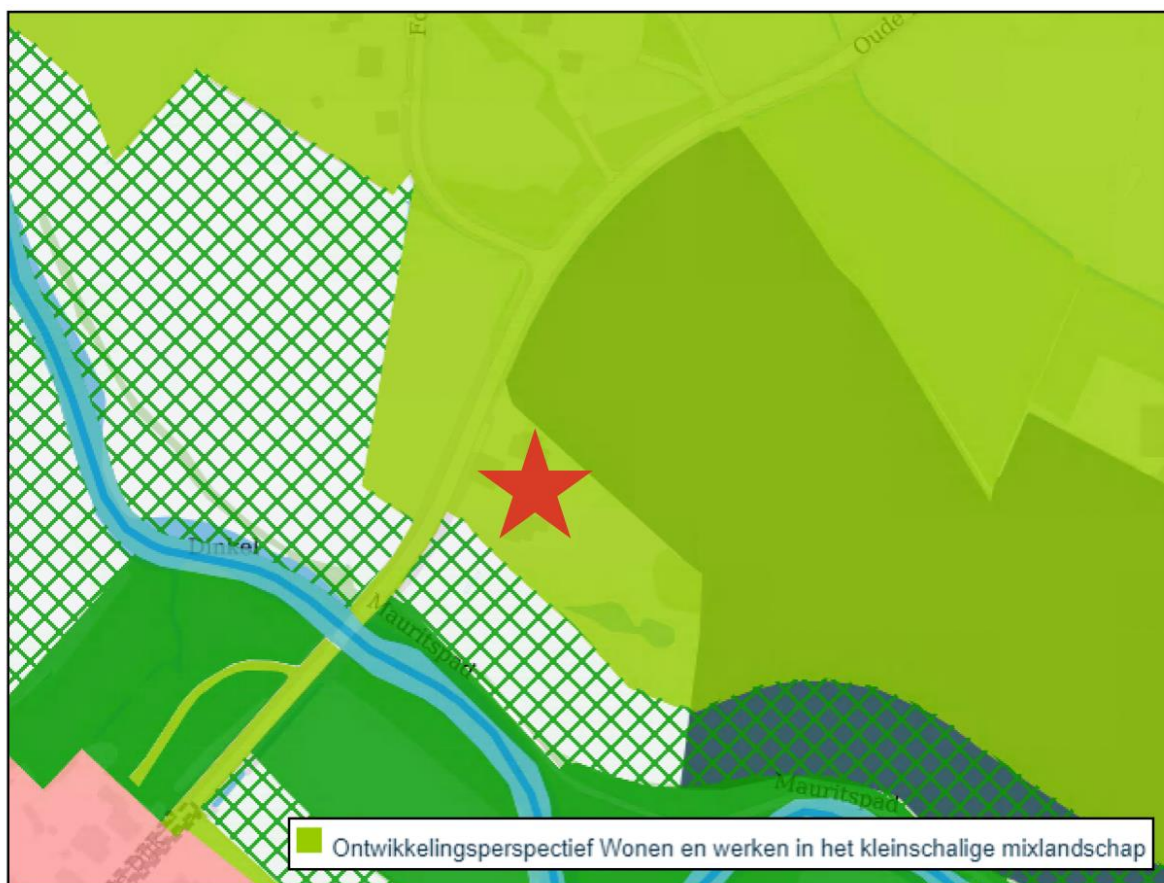 Oude
Dinkel
Mauritspad
Mauritspad
Ontwikkelingsperspectief Wonen en werken in het kleinschalige mixlandschap